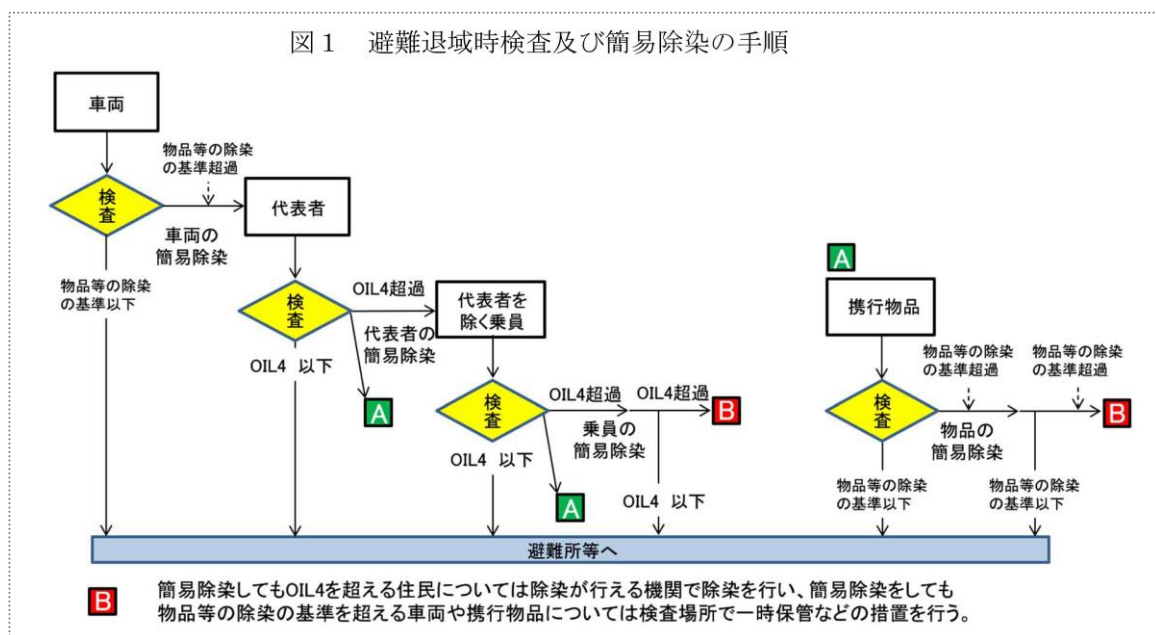 図１　避難退域時検査及び簡易除染の手順
車両
検査
物品等の除染
の基準超過
車両の
簡易除染
物品等の除染
の基準以下
代表者
検査
OIL4超過
代表者の
簡易除染
OIL4 以下
A
代表者を
除く乗員
検査
OIL4超過
乗員の
簡易除染
OIL4超過
B
OIL4 以下
A
OIL4 以下
A
携行物品
検査
物品等の除染
の基準超過
物品の
簡易除染
物品等の除染
の基準超過
B
物品等の除染
の基準以下
物品等の除染
の基準以下
避難所等へ
B
簡易除染してもOIL4を超える住民については除染が行える機関で除染を行い、簡易除染をしても
物品等の除染の基準を超える車両や携行物品については検査場所で一時保管などの措置を行う。